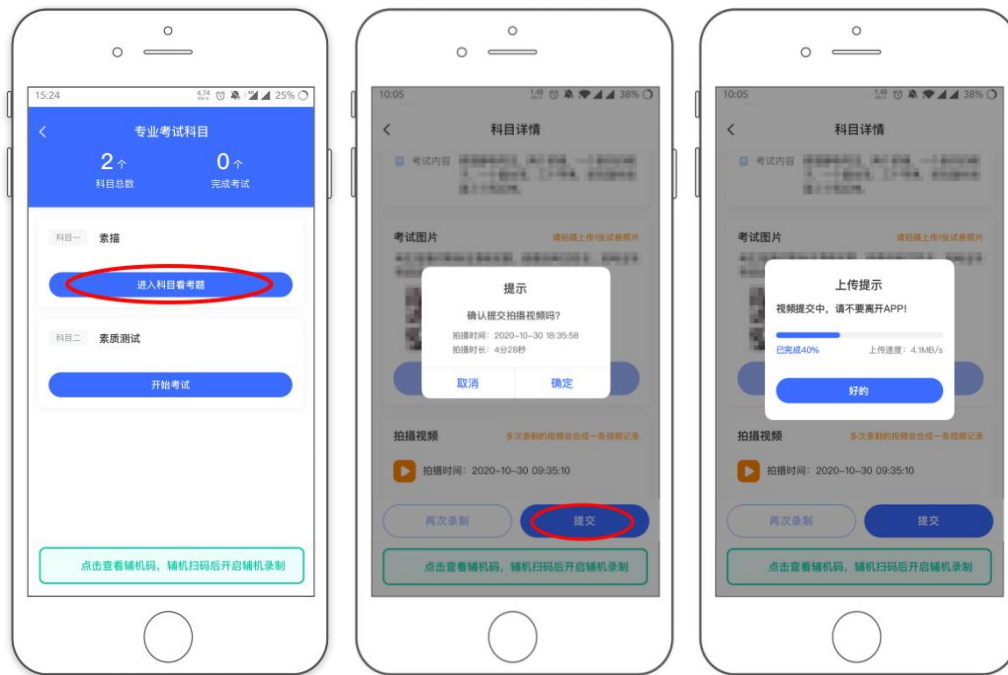 15:24
4.74
25%
专业考试科目
2个
0个
科目总数
完成考试
科目一
素描
进入科目看考题
科目二
素质测试
开始考试
点击查看辅机码，辅机扫码后开启辅机录制
10:05
1.48
38%
科目详情
考试内容
考试图片
请拍摄上传1张试卷照片
提示
确认提交拍摄视频吗?
拍摄时间：2020-10-30 18:35:58
拍摄时长：4分28秒
取消
确定
拍摄视频
多次录制的视频会合成一条视频记录
拍摄时间：2020-10-30 09:35:10
再次录制
提交
点击查看辅机码，辅机扫码后开启辅机录制
10:05
1.48
38%
科目详情
考试内容
考试图片
请拍摄上传1张试卷照片
上传提示
视频提交中，请不要离开APP!
已完成40%
上传速度：4.1MB/s
好的
拍摄视频
多次录制的视频会合成一条视频记录
拍摄时间：2020-10-30 09:35:10
再次录制
提交
点击查看辅机码，辅机扫码后开启辅机录制